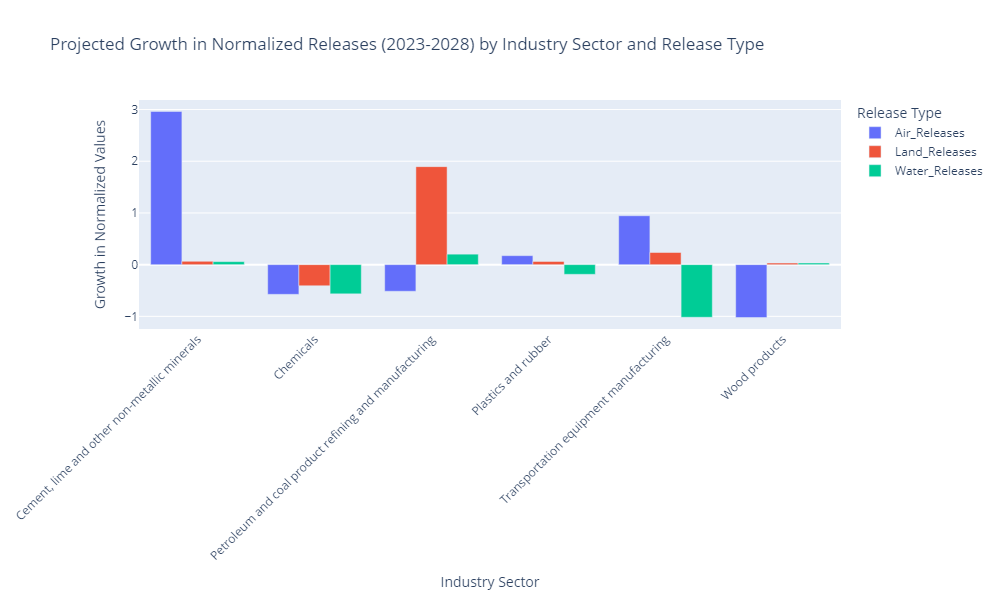 Projected Growth in Normalized Releases (2023-2028) by Industry Sector and Release Type
Growth in Normalized Values
3
2
1
0
−1
Cement, lime and other non-metallic minerals
Chemicals
Petroleum and coal product refining and manufacturing
Plastics and rubber
Transportation equipment manufacturing
Wood products
Industry Sector
Release Type
Air_Releases
Land_Releases
Water_Releases